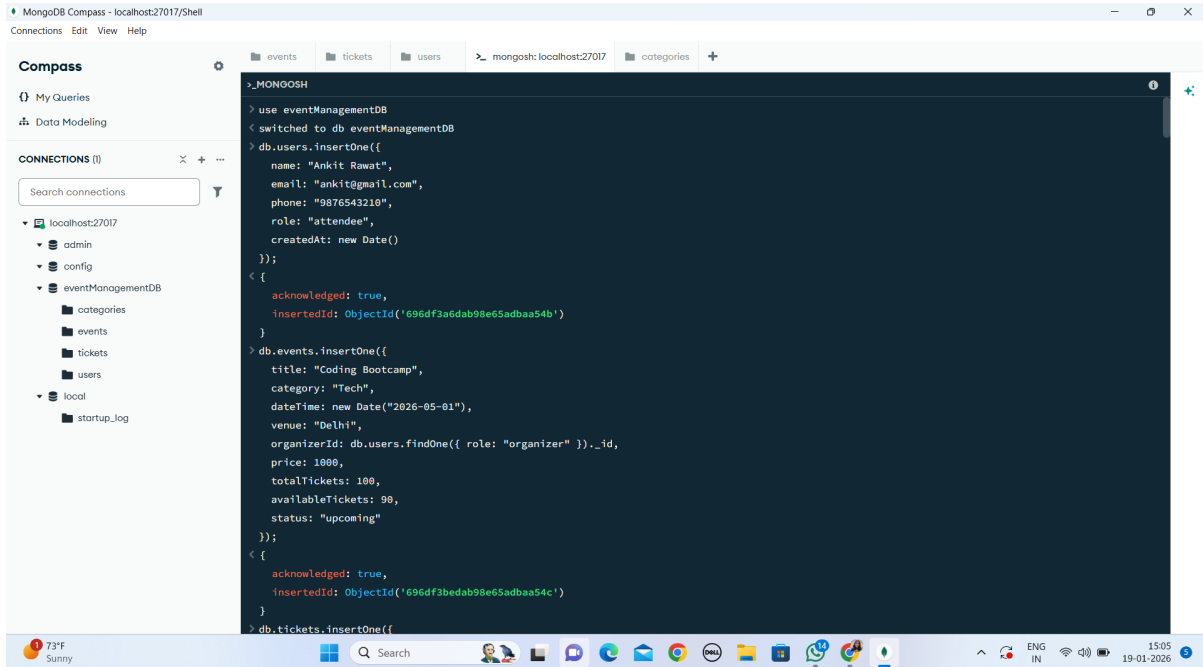 MongoDB Compass - localhost:27017/Shell
Connections Edit View Help
Compass
My Queries
Data Modeling
CONNECTIONS (1)
Search connections
localhost:27017
admin
config
eventManagementDB
categories
events
tickets
users
local
startup_log
events
tickets
users
>_ mongosh: localhost:27017
categories
>_MONGOSH
> use eventManagementDB
< switched to db eventManagementDB
> db.users.insertOne({
name: "Ankit Rawat",
email: "ankit@gmail.com",
phone: "9876543210",
role: "attendee",
createdAt: new Date()
});
< {
acknowledged: true,
insertedId: ObjectId('696df3a6dab98e65adbaa54b')
}
> db.events.insertOne({
title: "Coding Bootcamp",
category: "Tech",
dateTime: new Date("2026-05-01"),
venue: "Delhi",
organizerId: db.users.findOne({ role: "organizer" })._id,
price: 1000,
totalTickets: 100,
availableTickets: 90,
status: "upcoming"
});
< {
acknowledged: true,
insertedId: ObjectId('696df3bedab98e65adbaa54c')
}
> db.tickets.insertOne({
1
73°F
Sunny
Search
DELL
14
ENG
IN
15:05
19-01-2026
5